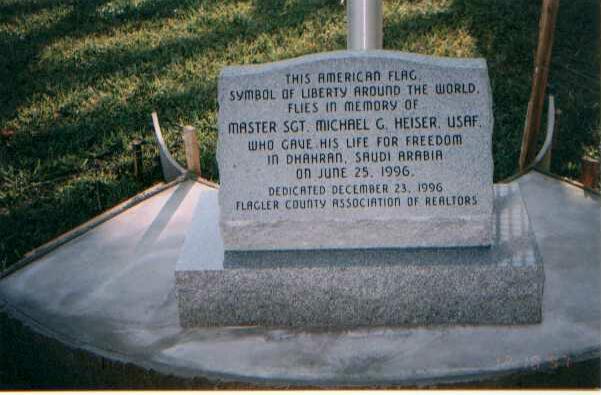 THIS AMERICAN FLAG,
SYMBOL OF LIBERTY AROUND THE WORLD,
FLIES IN MEMORY OF
MASTER SGT. MICHAEL G. HEISER, USAF,
WHO GAVE HIS LIFE FOR FREEDOM
IN DHAHRAN, SAUDI ARABIA
ON JUNE 25, 1996.
DEDICATED DECEMBER 23, 1996
FLAGLER COUNTY ASSOCIATION OF REALTORS